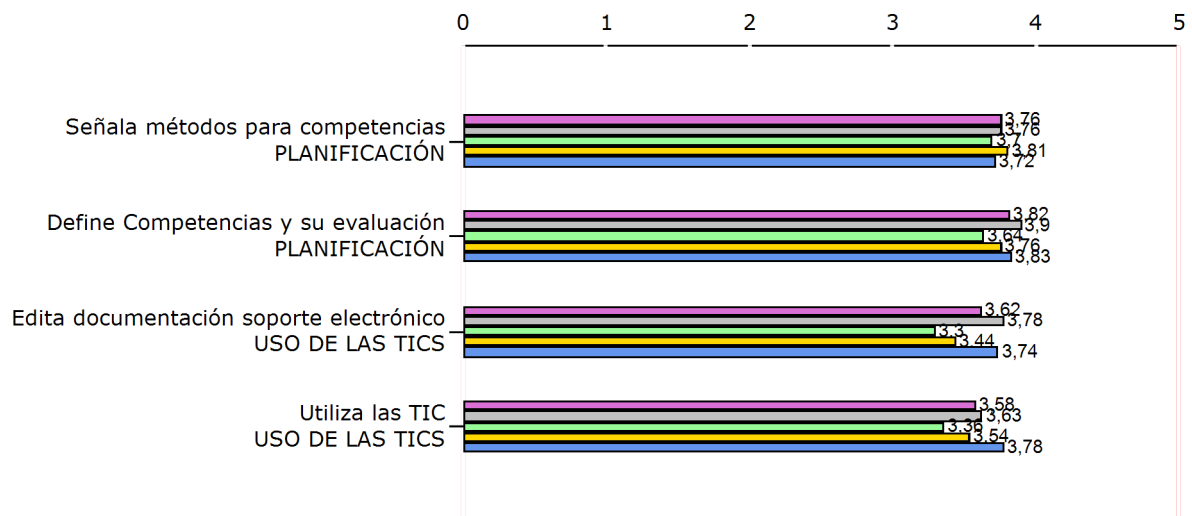 0 1 2 3 4 5
Señala métodos para competencias
PLANIFICACIÓN
3,76
3,76
3,7
3,81
3,72
Define Competencias y su evaluación
PLANIFICACIÓN
3,82
3,9
3,64
3,76
3,83
Edita documentación soporte electrónico
USO DE LAS TICS
3,62
3,78
3,3
3,44
3,74
Utiliza las TIC
USO DE LAS TICS
3,58
3,63
3,36
3,54
3,78